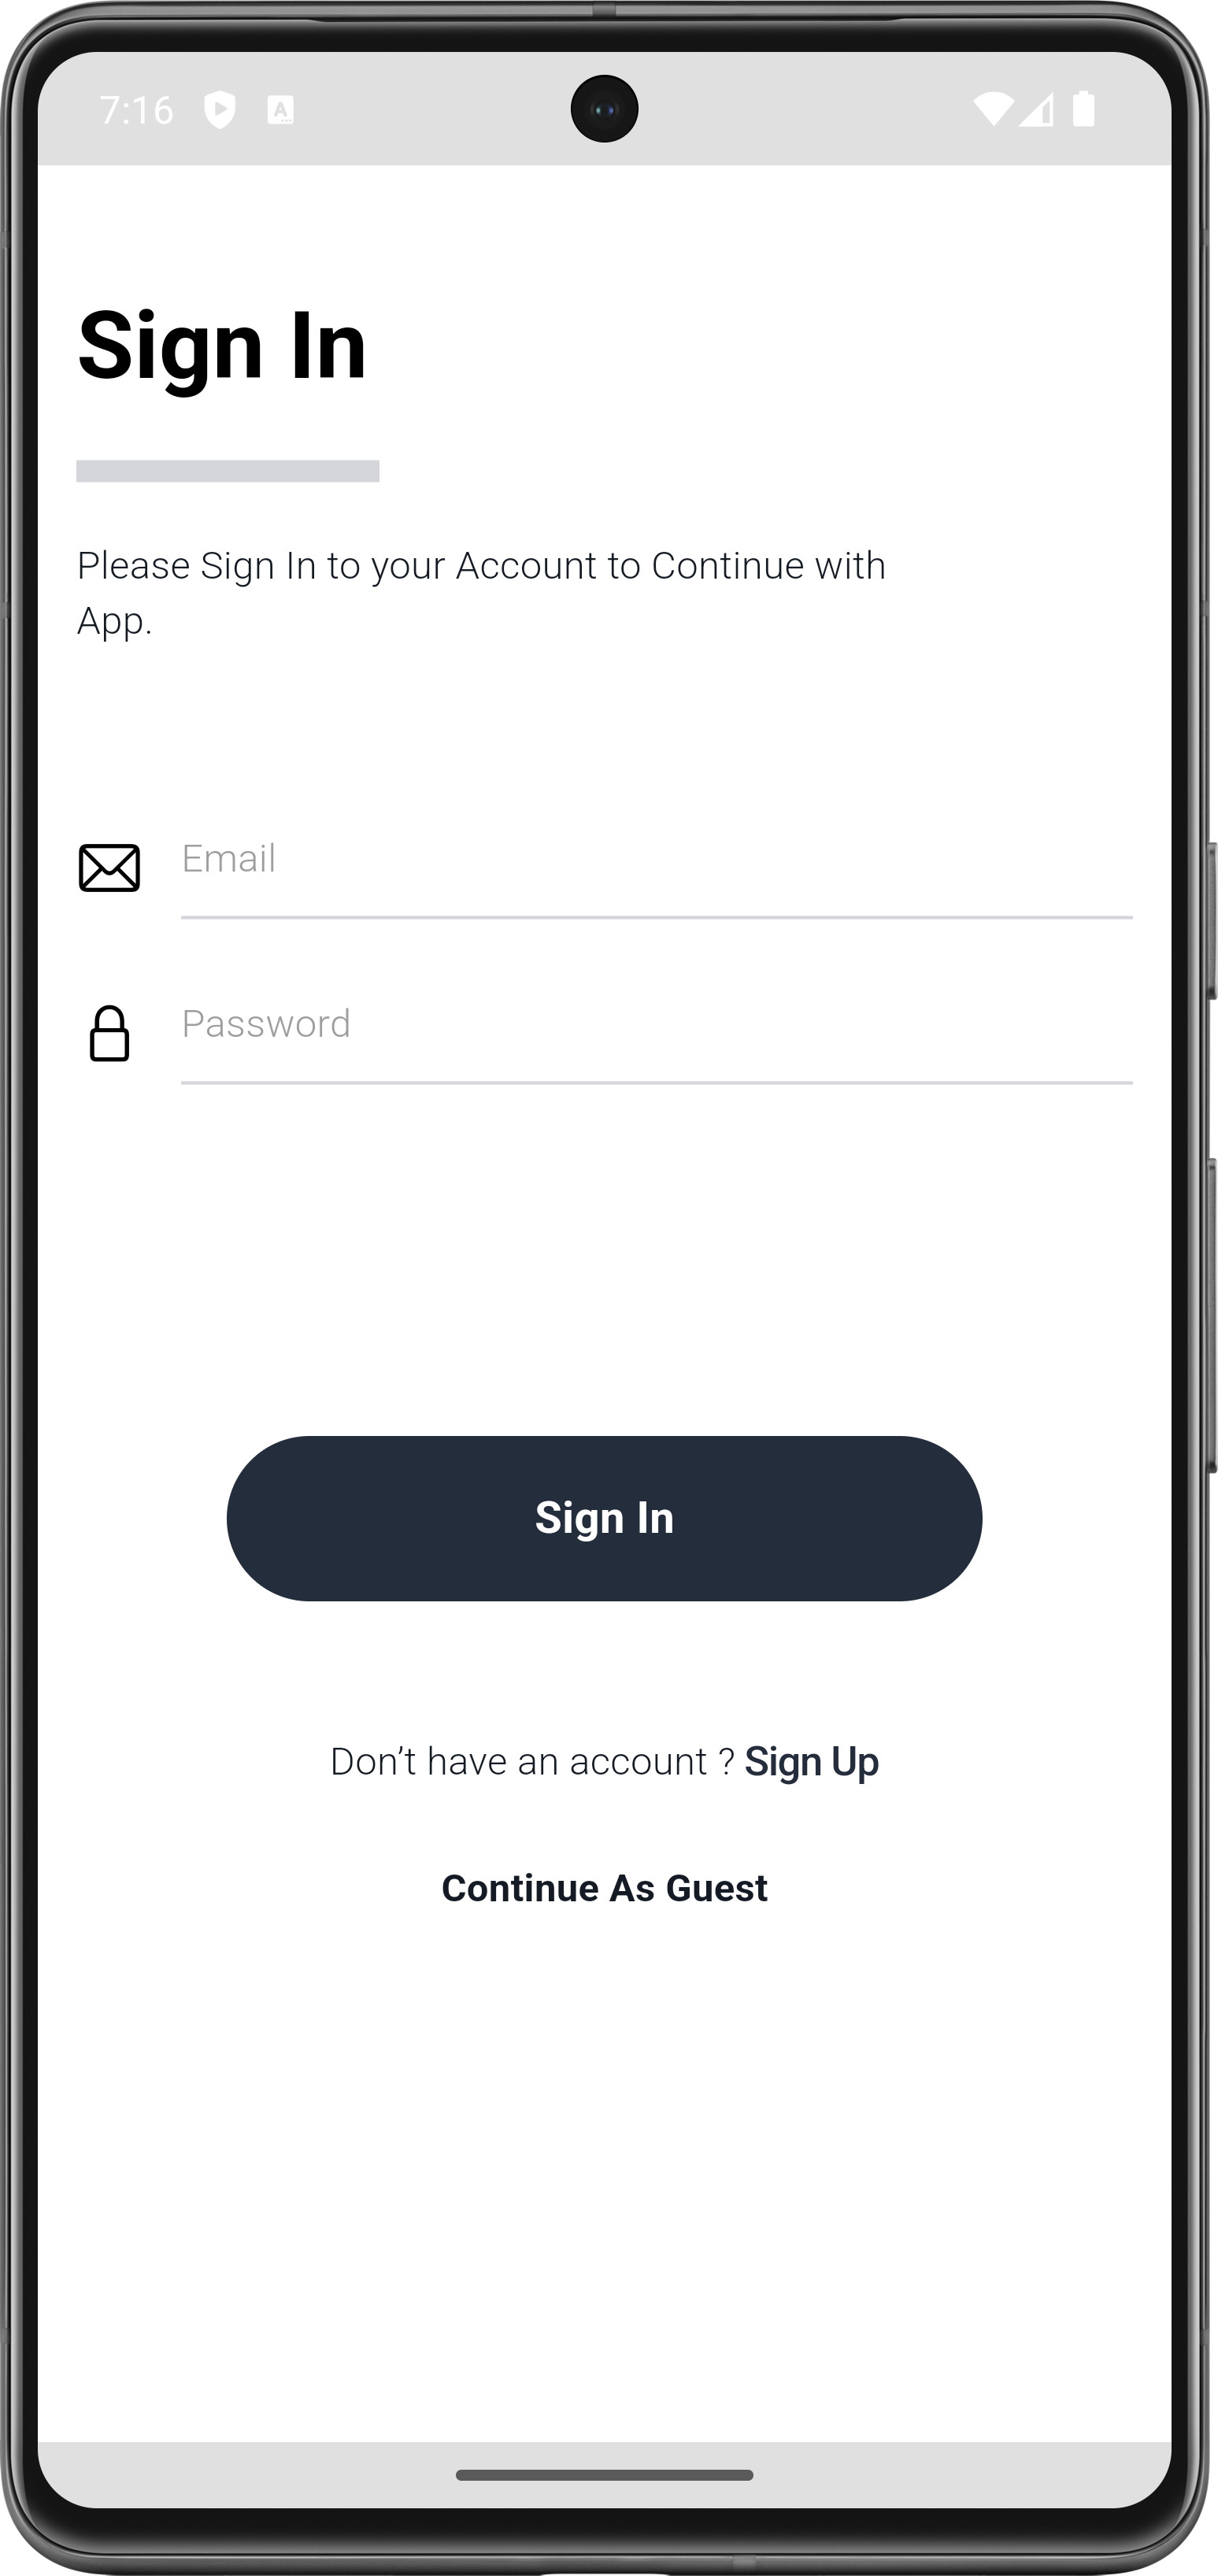 7:16
Sign In
Please Sign In to your Account to Continue with
App.
Email
Password
Sign In
Don’t have an account ? Sign Up
Continue As Guest